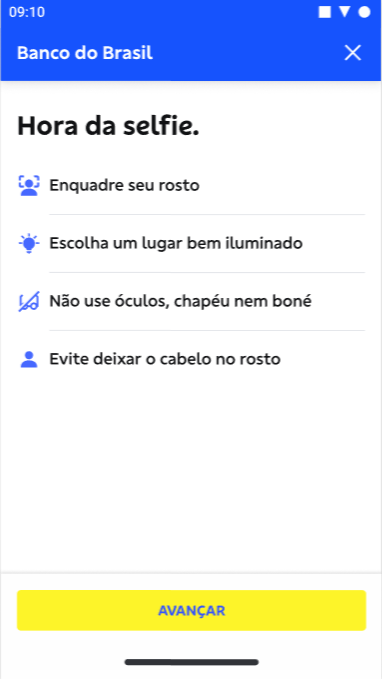 09:10
Banco do Brasil
Hora da selfie.
Enquadre seu rosto
Escolha um lugar bem iluminado
Não use óculos, chapéu nem boné
Evite deixar o cabelo no rosto
AVANÇAR